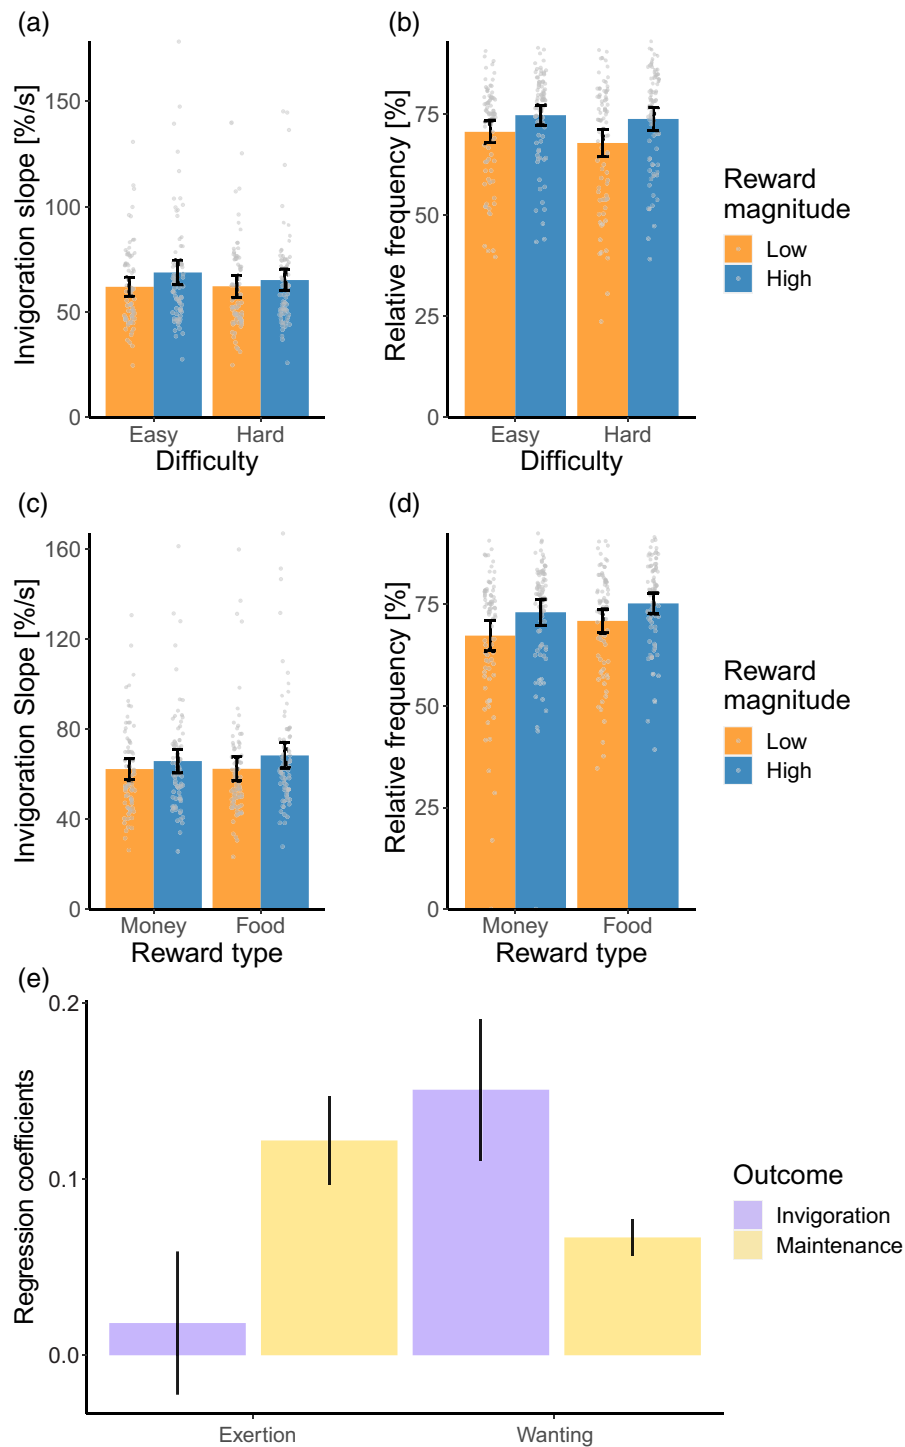 (a)
Invigoration slope [%/s]
150
100
50
0
Easy
Hard
Difficulty
(b)
Relative frequency [%]
75
50
25
0
Easy
Hard
Difficulty
Reward
magnitude
Low
High
(c)
Invigoration Slope [%/s]
160
120
80
40
0
Money
Food
Reward type
(d)
Relative frequency [%]
75
50
25
0
Money
Food
Reward type
Reward
magnitude
Low
High
(e)
Regression coefficients
0.2
0.1
0.0
Exertion
Wanting
Outcome
Invigoration
Maintenance